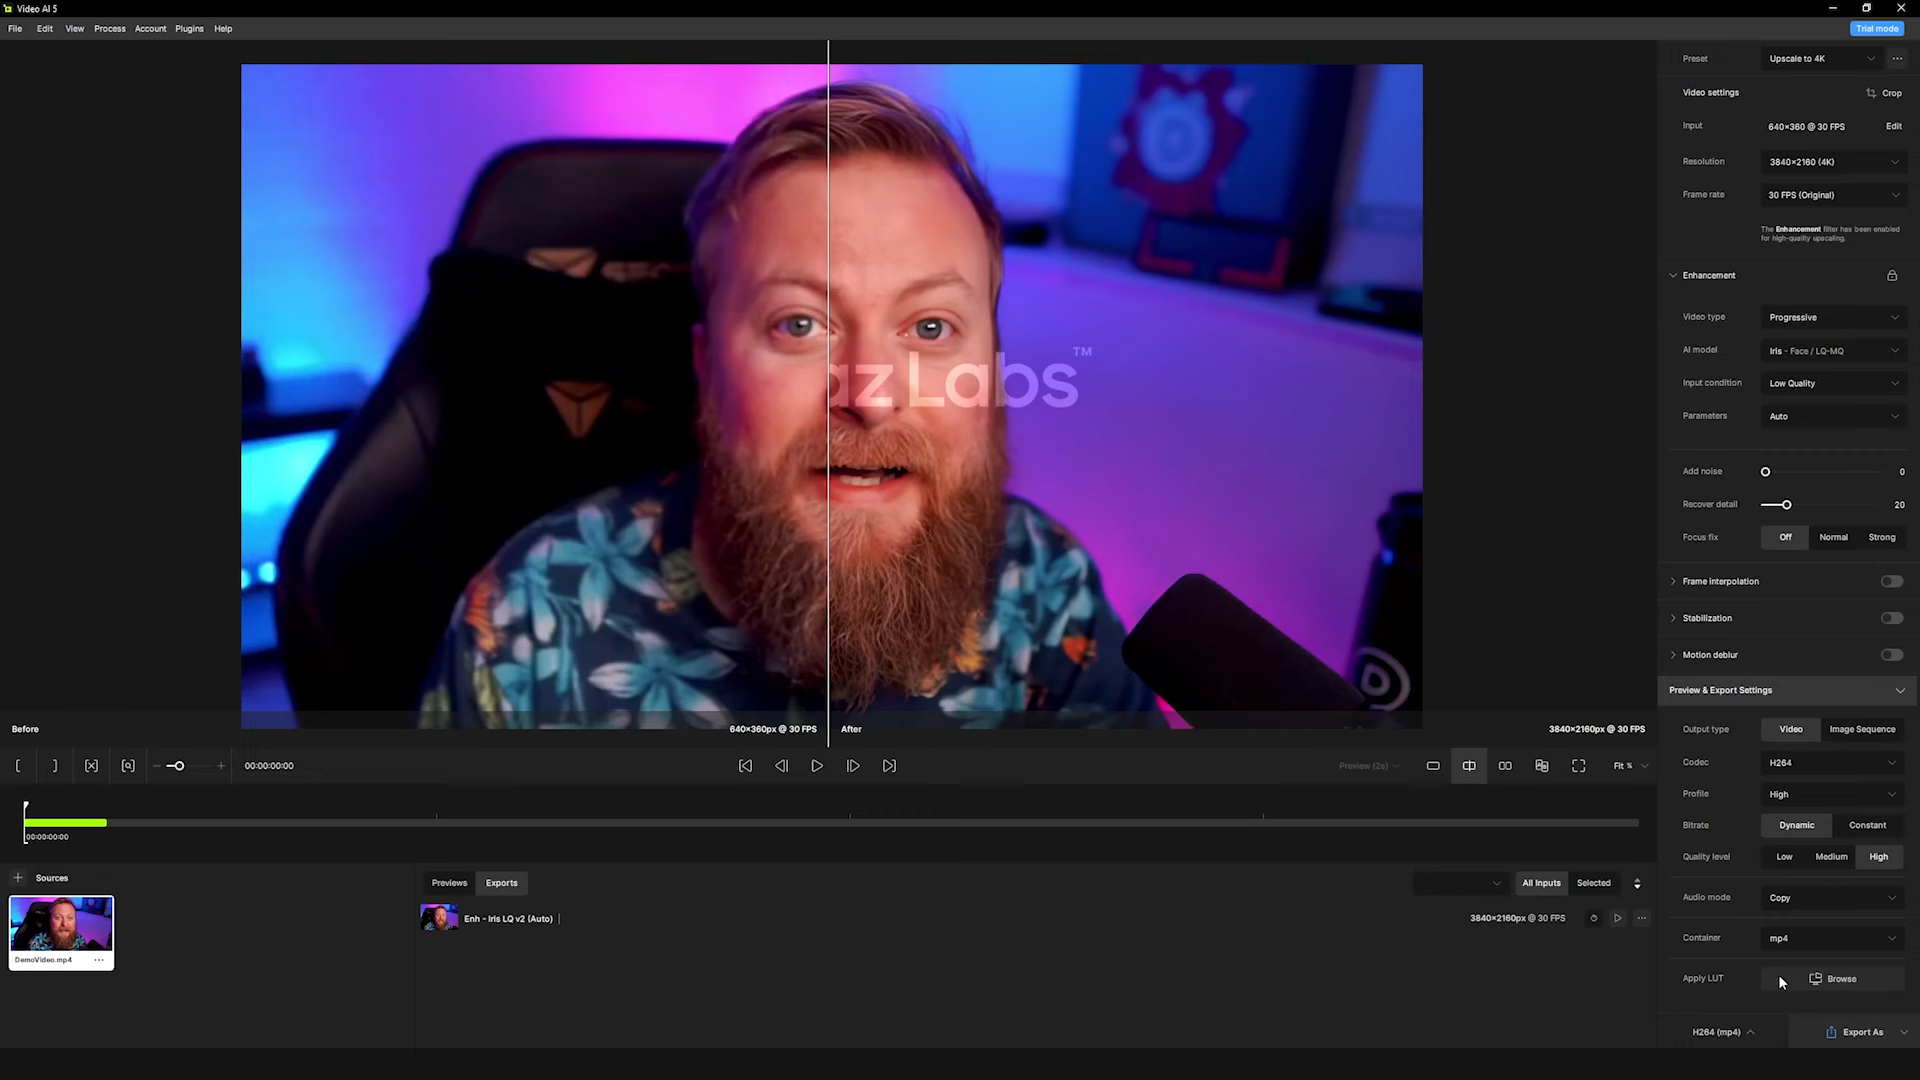 Video AI 5
File Edit View Process Account Plugins Help
Trial mode
Preset Upscale to 4K
Video settings Crop
Input 640×360 @ 30 FPS Edit
Resolution 3840×2160 (4K)
Frame rate 30 FPS (Original)
The Enhancement filter has been enabled
for high-quality upscaling.
Enhancement
Video type Progressive
AI model Iris - Face / LQ-MQ
Input condition Low Quality
Parameters Auto
Add noise 0
Recover detail 20
Focus fix Off Normal Strong
Frame interpolation
Stabilization
Motion deblur
Preview & Export Settings
Output type Video Image Sequence
Codec H264
Profile High
Bitrate Dynamic Constant
Quality level Low Medium High
Audio mode Copy
Container mp4
Apply LUT Browse
H264 (mp4) Export As
azLabs™
Before 640×360px @ 30 FPS After 3840×2160px @ 30 FPS
00:00:00:00 Preview (2s) Fit %
00:00:00:00
Sources
DemoVideo.mp4
Previews Exports All Inputs Selected
Enh - Iris LQ v2 (Auto) 3840×2160px @ 30 FPS